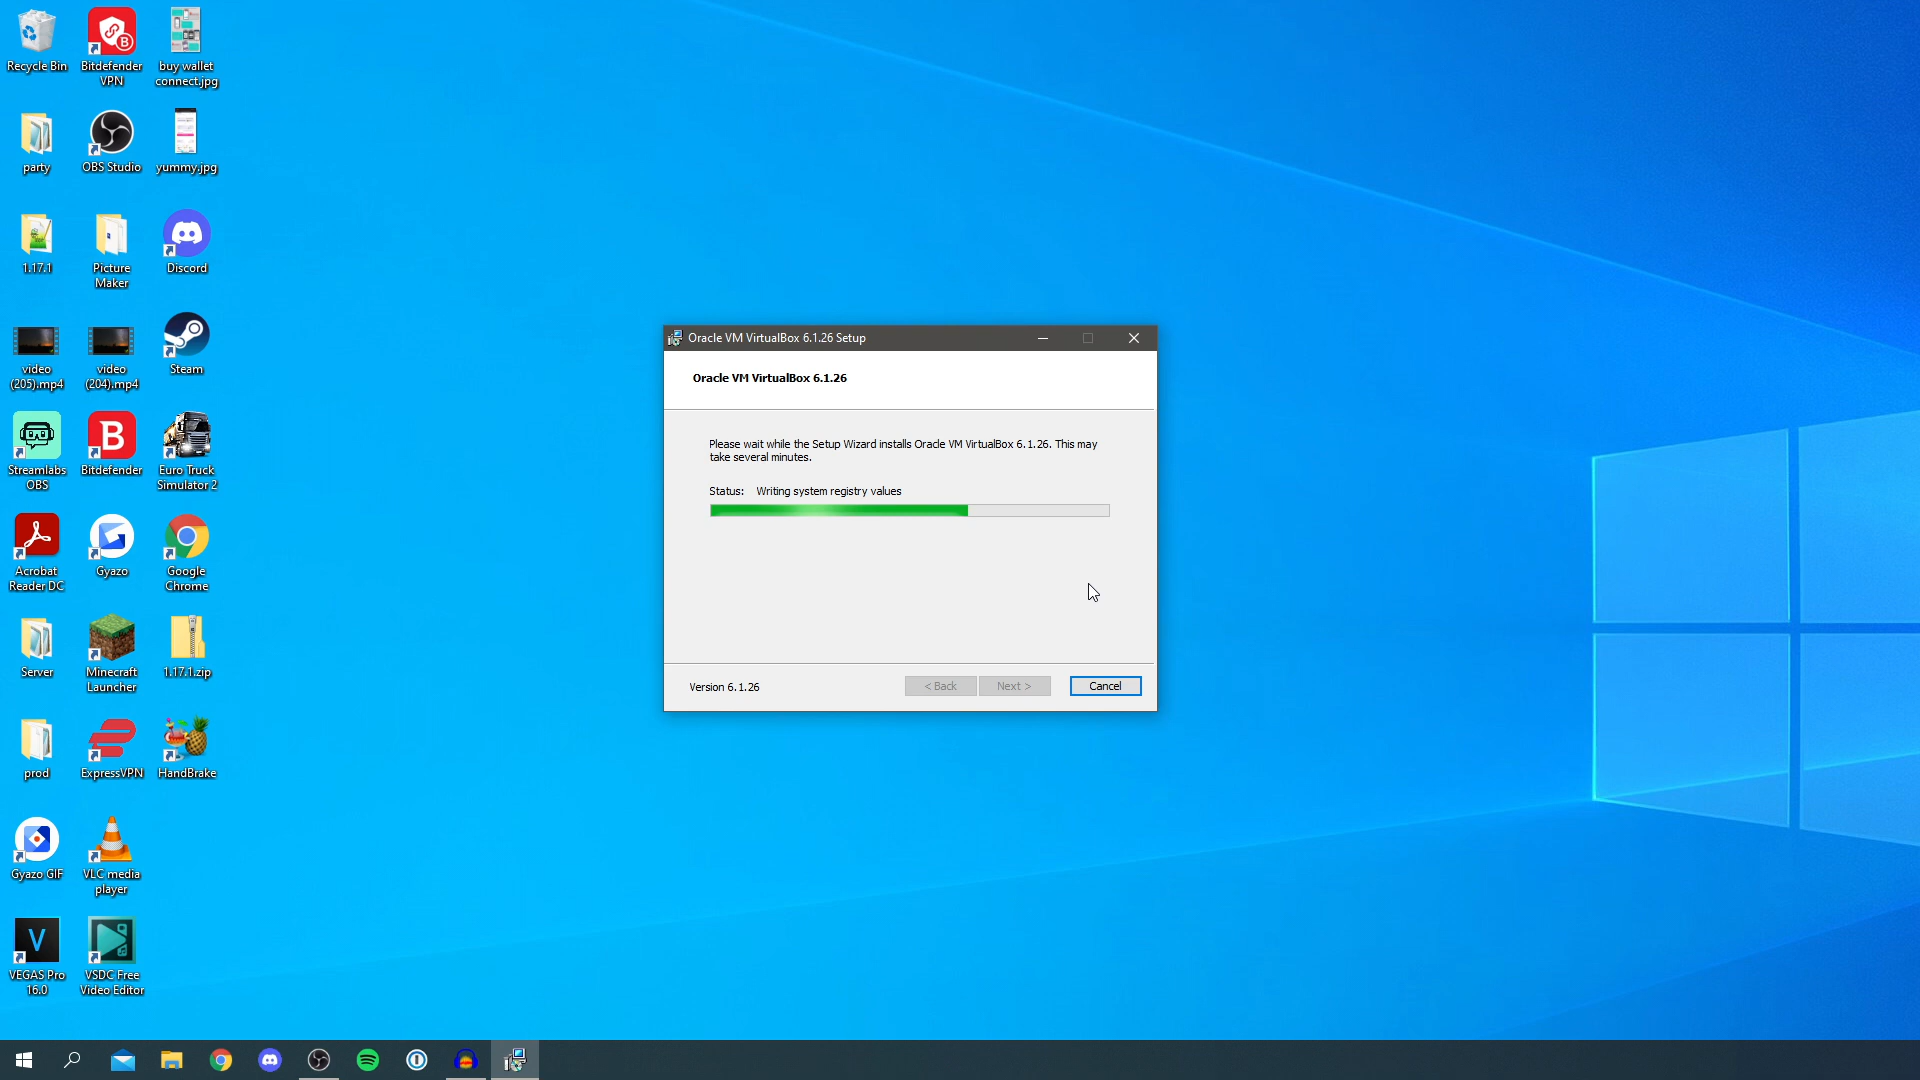 Recycle Bin
Bitdefender
VPN
buy wallet
connect.jpg
party
OBS Studio
yummy.jpg
1.17.1
Picture
Maker
Discord
video
(205).mp4
video
(204).mp4
Steam
Streamlabs
OBS
Bitdefender
Euro Truck
Simulator 2
Acrobat
Reader DC
Gyazo
Google
Chrome
Server
Minecraft
Launcher
1.17.1.zip
prod
ExpressVPN
HandBrake
Gyazo GIF
VLC media
player
VEGAS Pro
16.0
VSDC Free
Video Editor
Oracle VM VirtualBox 6.1.26 Setup
Oracle VM VirtualBox 6.1.26
Please wait while the Setup Wizard installs Oracle VM VirtualBox 6.1.26. This may
take several minutes.
Status: Writing system registry values
Version 6.1.26
< Back
Next >
Cancel